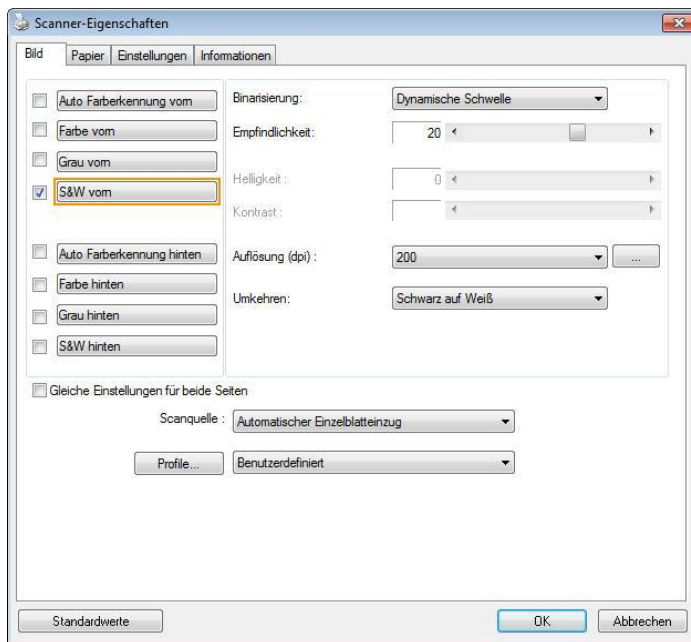 Scanner-Eigenschaften
Bild Papier Einstellungen Informationen
Auto Farberkennung vorn Binarisierung: Dynamische Schwelle
Farbe vorn Empfindlichkeit: 20
Grau vorn
S&W vorn Helligkeit : 0
Kontrast :
Auto Farberkennung hinten Auflösung (dpi) : 200 ...
Farbe hinten
Umkehren: Schwarz auf Weiß
Grau hinten
S&W hinten
Gleiche Einstellungen für beide Seiten
Scanquelle : Automatischer Einzelblatteinzug
Profile... Benutzerdefiniert
Standardwerte OK Abbrechen